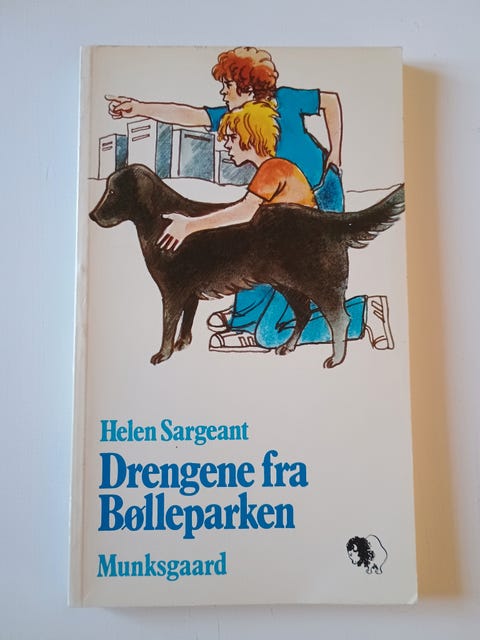 Helen Sargeant
Drengene fra
Bølleparken
Munksgaard